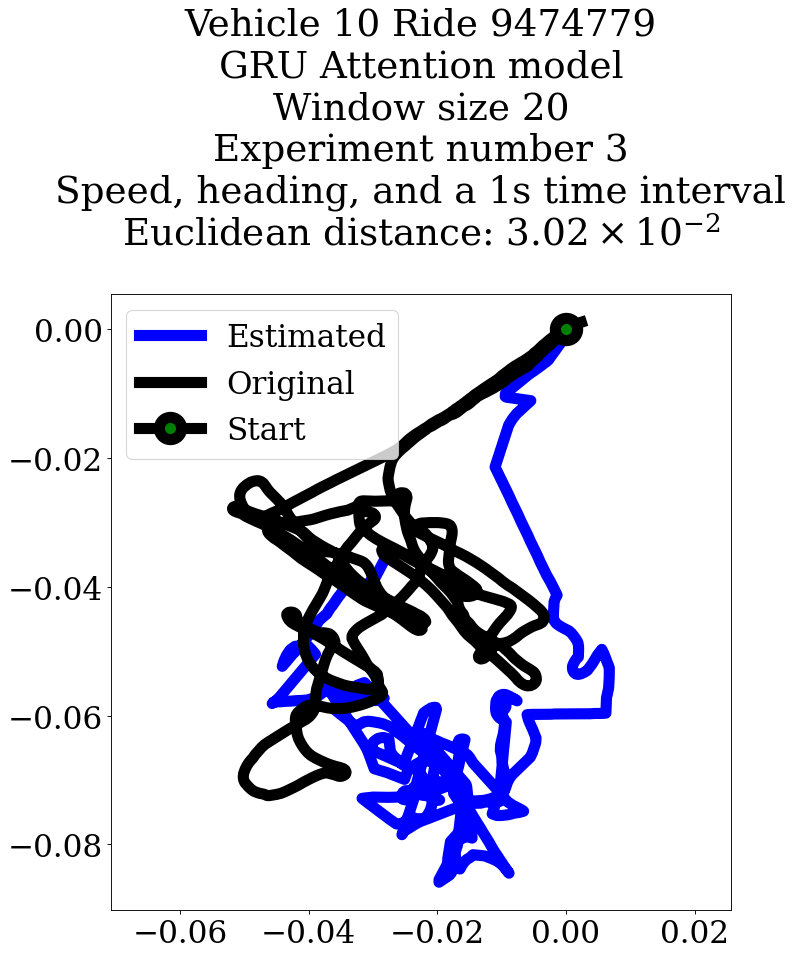 Vehicle 10 Ride 9474779
GRU Attention model
Window size 20
Experiment number 3
Speed, heading, and a 1s time interval
Euclidean distance: 3.02 × 10⁻²
Estimated
Original
Start
0.00
−0.02
−0.04
−0.06
−0.08
−0.06 −0.04 −0.02 0.00 0.02